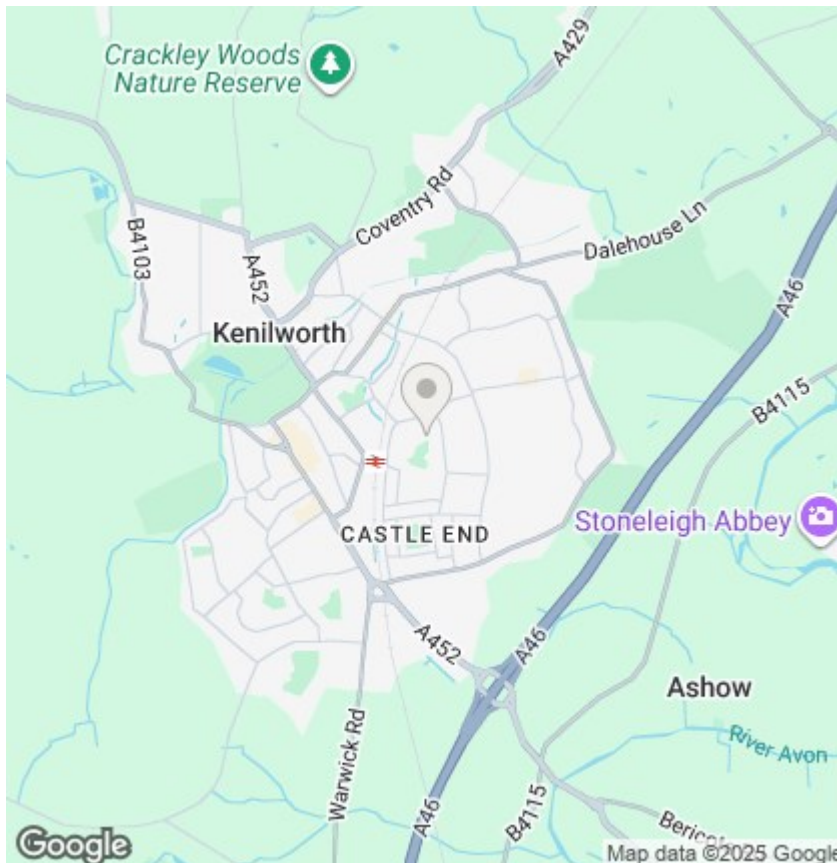 A429
Crackley Woods
Nature Reserve
Coventry Rd
Dalehouse Ln
B4103
A452
A46
Kenilworth
B4115
Stoneleigh Abbey
CASTLE END
A452
A46
Ashow
Warwick Rd
River Avon
A46
B4115
Google
Map data ©2025 Google